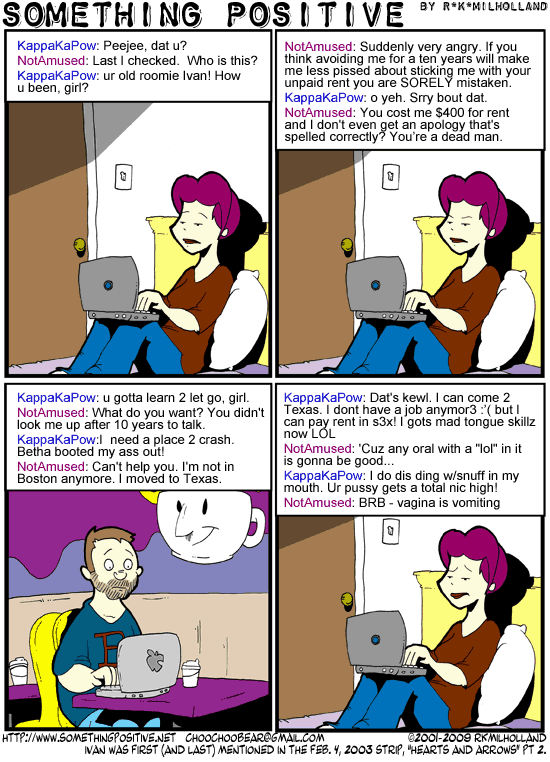 SOMETHING POSITIVE BY R*K*MILHOLLAND
KappaKaPow: Peejee, dat u?
NotAmused: Last I checked. Who is this?
KappaKaPow: ur old roomie Ivan! How
u been, girl?
NotAmused: Suddenly very angry. If you
think avoiding me for a ten years will make
me less pissed about sticking me with your
unpaid rent you are SORELY mistaken.
KappaKaPow: o yeh. Srry bout dat.
NotAmused: You cost me $400 for rent
and I don't even get an apology that's
spelled correctly? You're a dead man.
KappaKaPow: u gotta learn 2 let go, girl.
NotAmused: What do you want? You didn't
look me up after 10 years to talk.
KappaKaPow:I need a place 2 crash.
Betha booted my ass out!
NotAmused: Can't help you. I'm not in
Boston anymore. I moved to Texas.
KappaKaPow: Dat's kewl. I can come 2
Texas. I dont have a job anymor3 :'( but I
can pay rent in s3x! I gots mad tongue skillz
now LOL
NotAmused: 'Cuz any oral with a "lol" in it
is gonna be good...
KappaKaPow: I do dis ding w/snuff in my
mouth. Ur pussy gets a total nic high!
NotAmused: BRB - vagina is vomiting
HTTP://WWW.SOMETHINGPOSITIVE.NET CHOOCHOOBEAR@GMAIL.COM ©2001-2009 RKMILHOLLAND
IVAN WAS FIRST (AND LAST) MENTIONED IN THE FEB. 4, 2003 STRIP, "HEARTS AND ARROWS" PT 2.